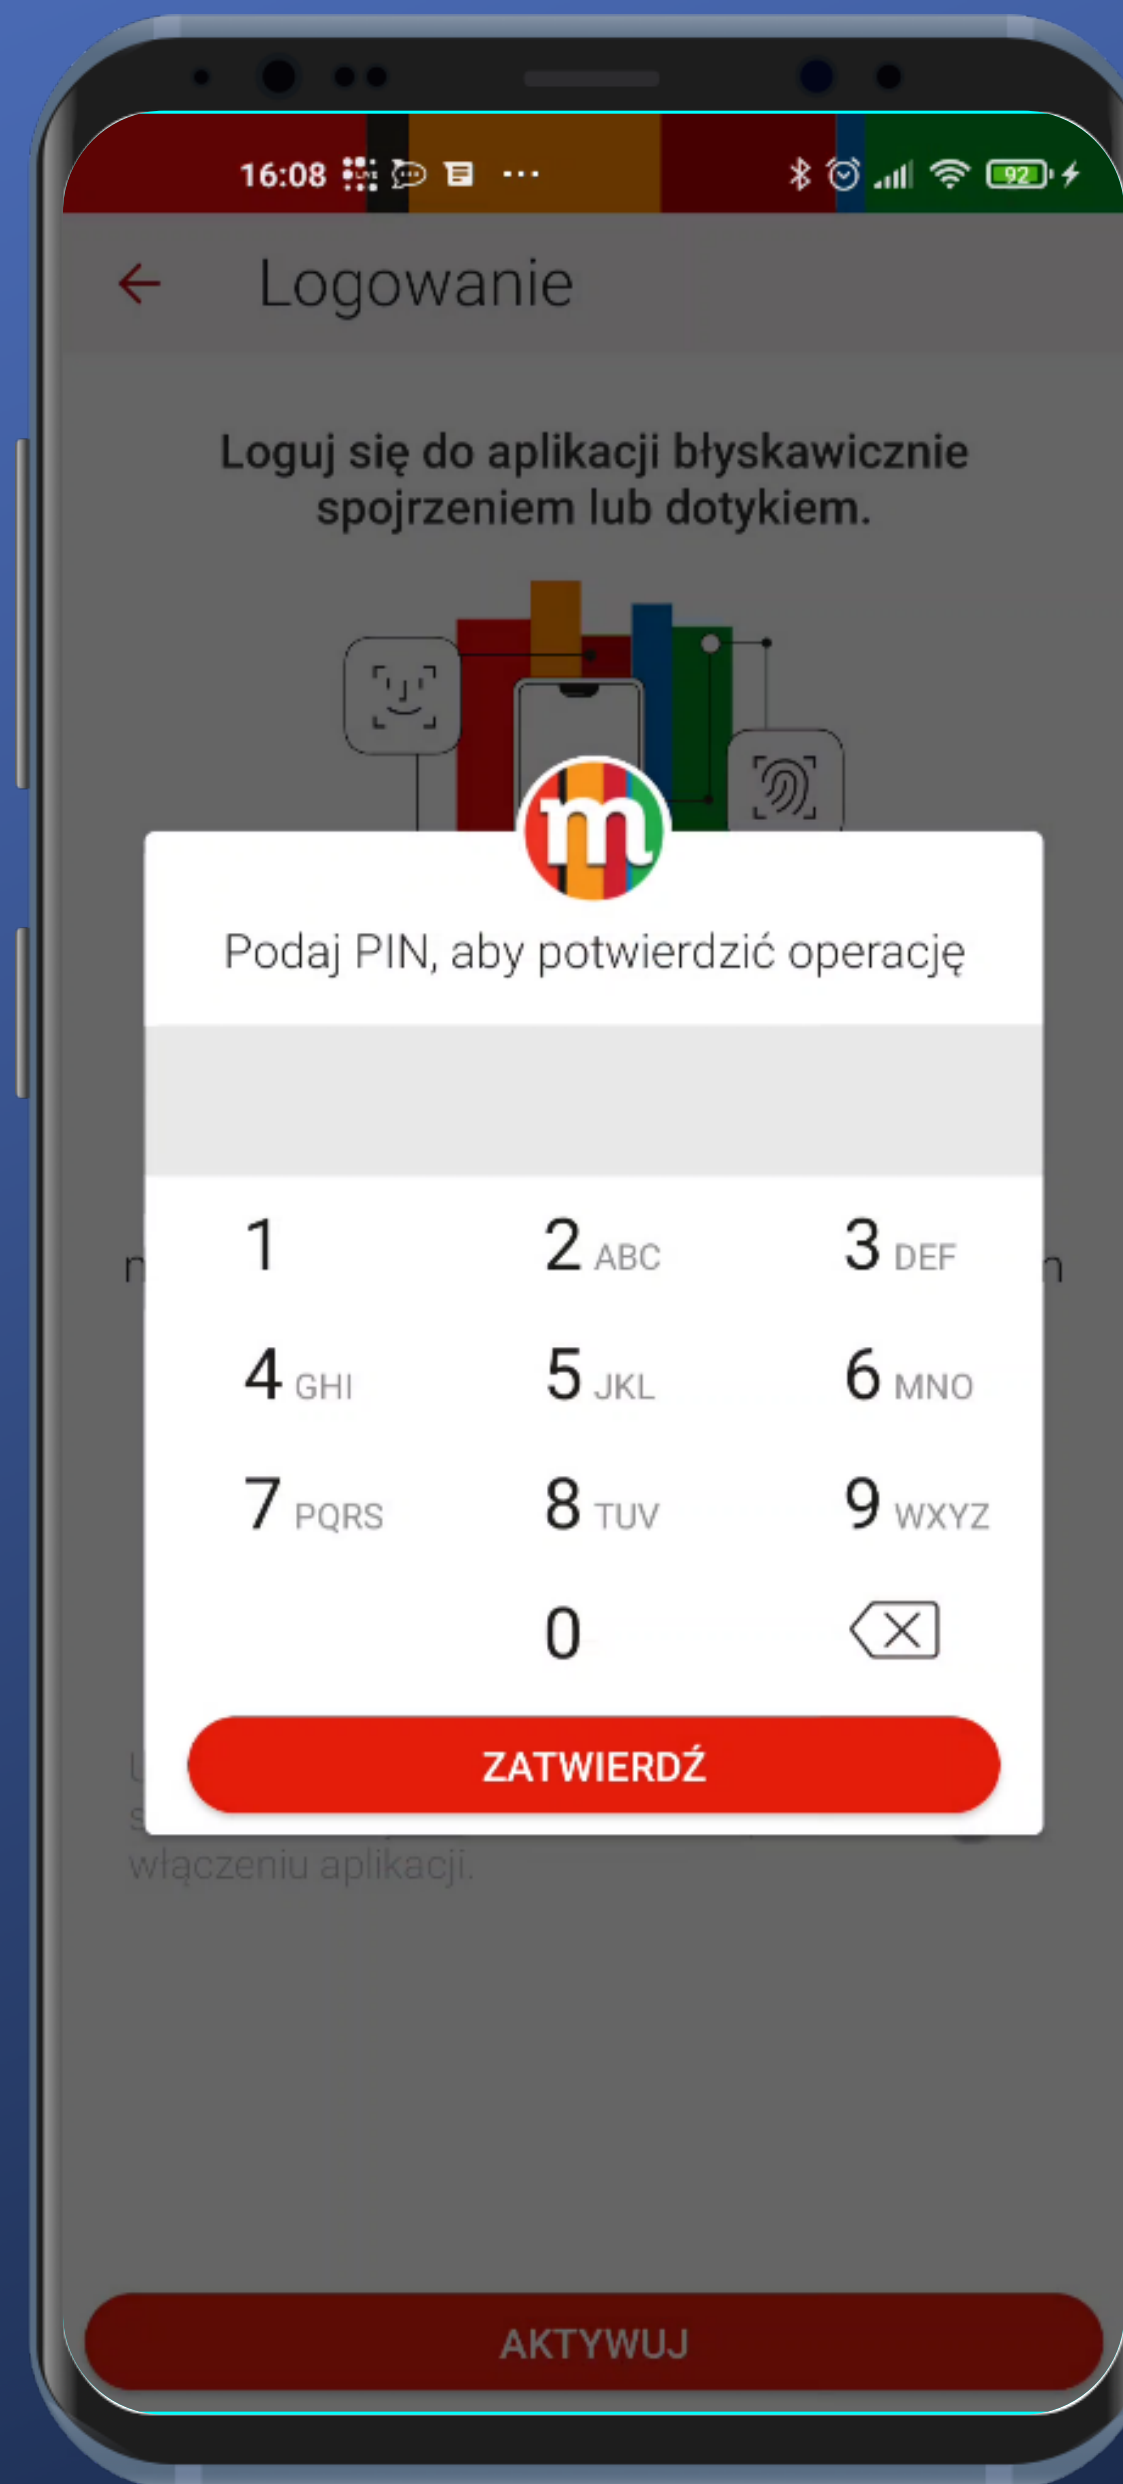 16:08
92
Logowanie
Loguj się do aplikacji błyskawicznie
spojrzeniem lub dotykiem.
m
Podaj PIN, aby potwierdzić operację
1 2 ABC 3 DEF
4 GHI 5 JKL 6 MNO
7 PQRS 8 TUV 9 WXYZ
0
ZATWIERDŹ
włączeniu aplikacji.
AKTYWUJ